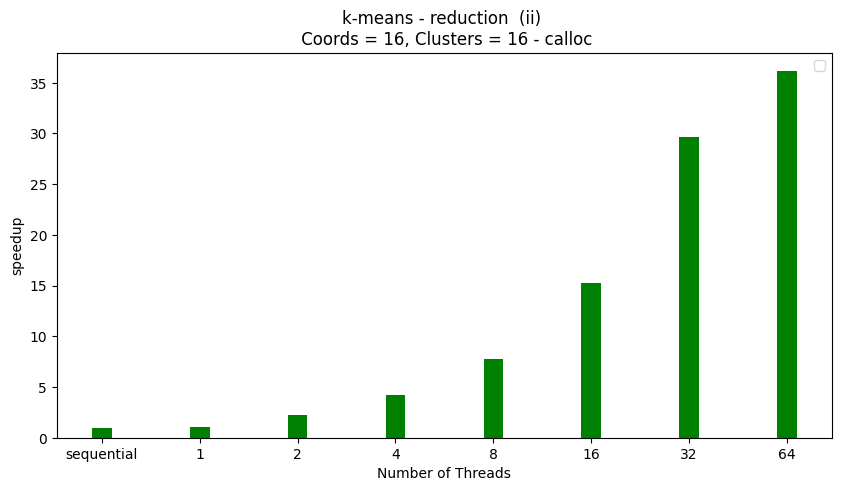 k-means - reduction  (ii)
Coords = 16, Clusters = 16 - calloc
speedup
35
30
25
20
15
10
5
0
sequential 1 2 4 8 16 32 64
Number of Threads